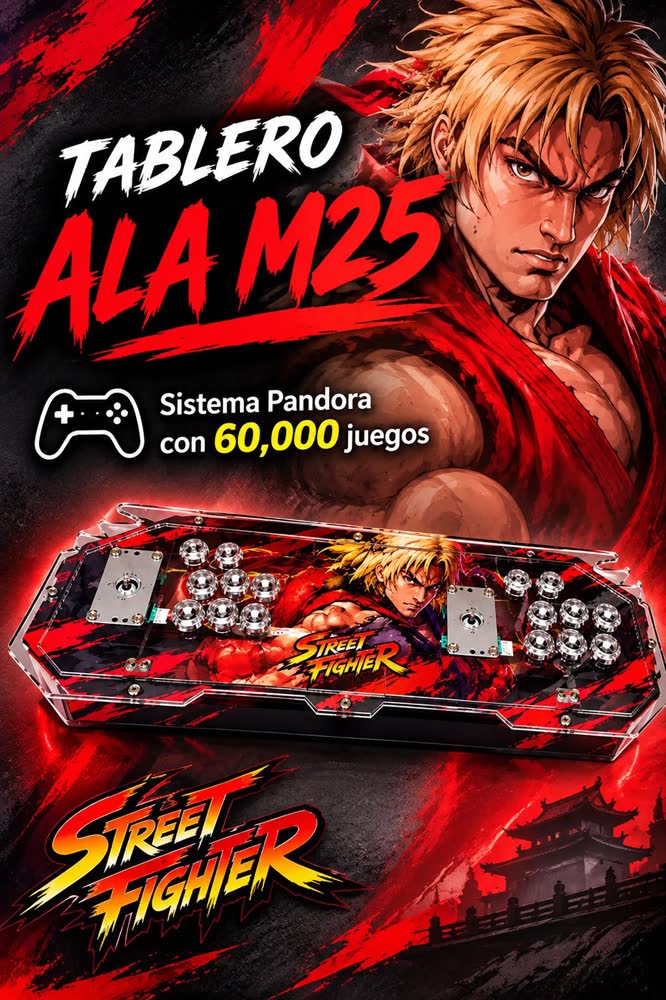 TABLERO
ALA M25
Sistema Pandora
con 60,000 juegos
STREET
FIGHTER
STREET
FIGHTER